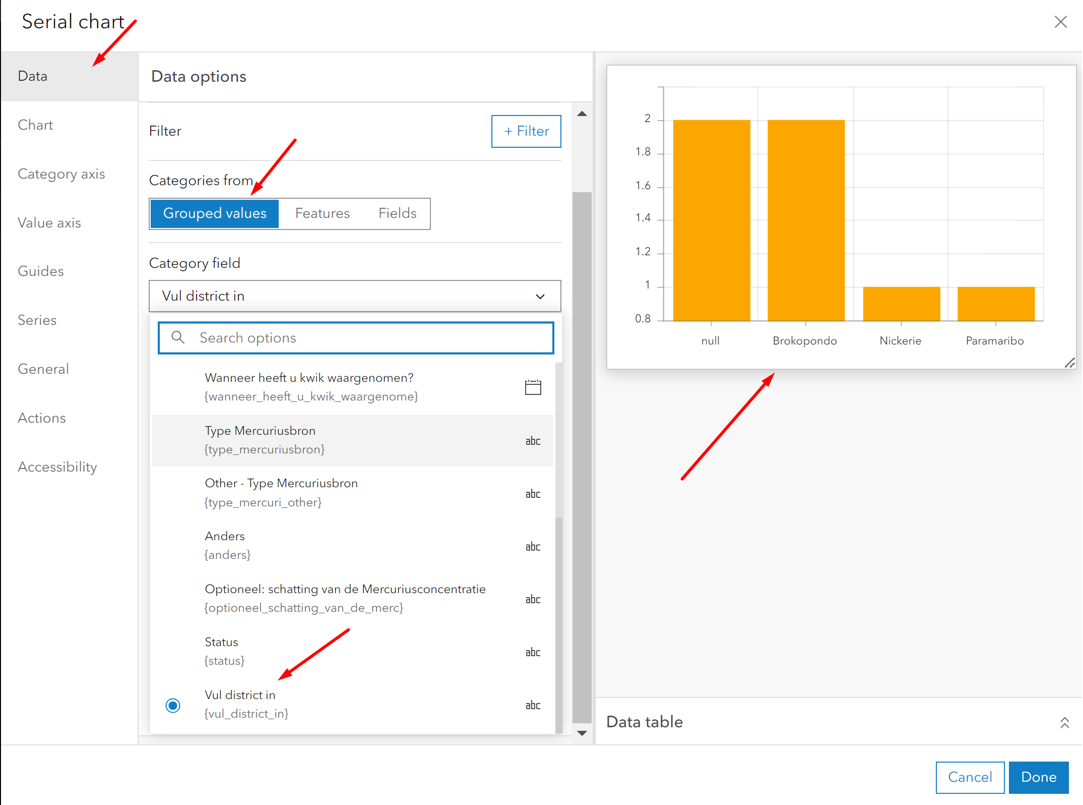 Serial chart
Data
Chart
Category axis
Value axis
Guides
Series
General
Actions
Accessibility
Data options
Filter
+ Filter
Categories from
Grouped values
Features
Fields
Category field
Vul district in
Search options
Wanneer heeft u kwik waargenomen?
{wanneer_heeft_u_kwik_waargenome}
Type Mercuriusbron
{type_mercuriusbron}
abc
Other - Type Mercuriusbron
{type_mercuri_other}
abc
Anders
{anders}
abc
Optioneel: schatting van de Mercuriusconcentratie
{optioneel_schatting_van_de_merc}
abc
Status
{status}
abc
Vul district in
{vul_district_in}
abc
2
1.8
1.6
1.4
1.2
1
0.8
null
Brokopondo
Nickerie
Paramaribo
Data table
Cancel
Done